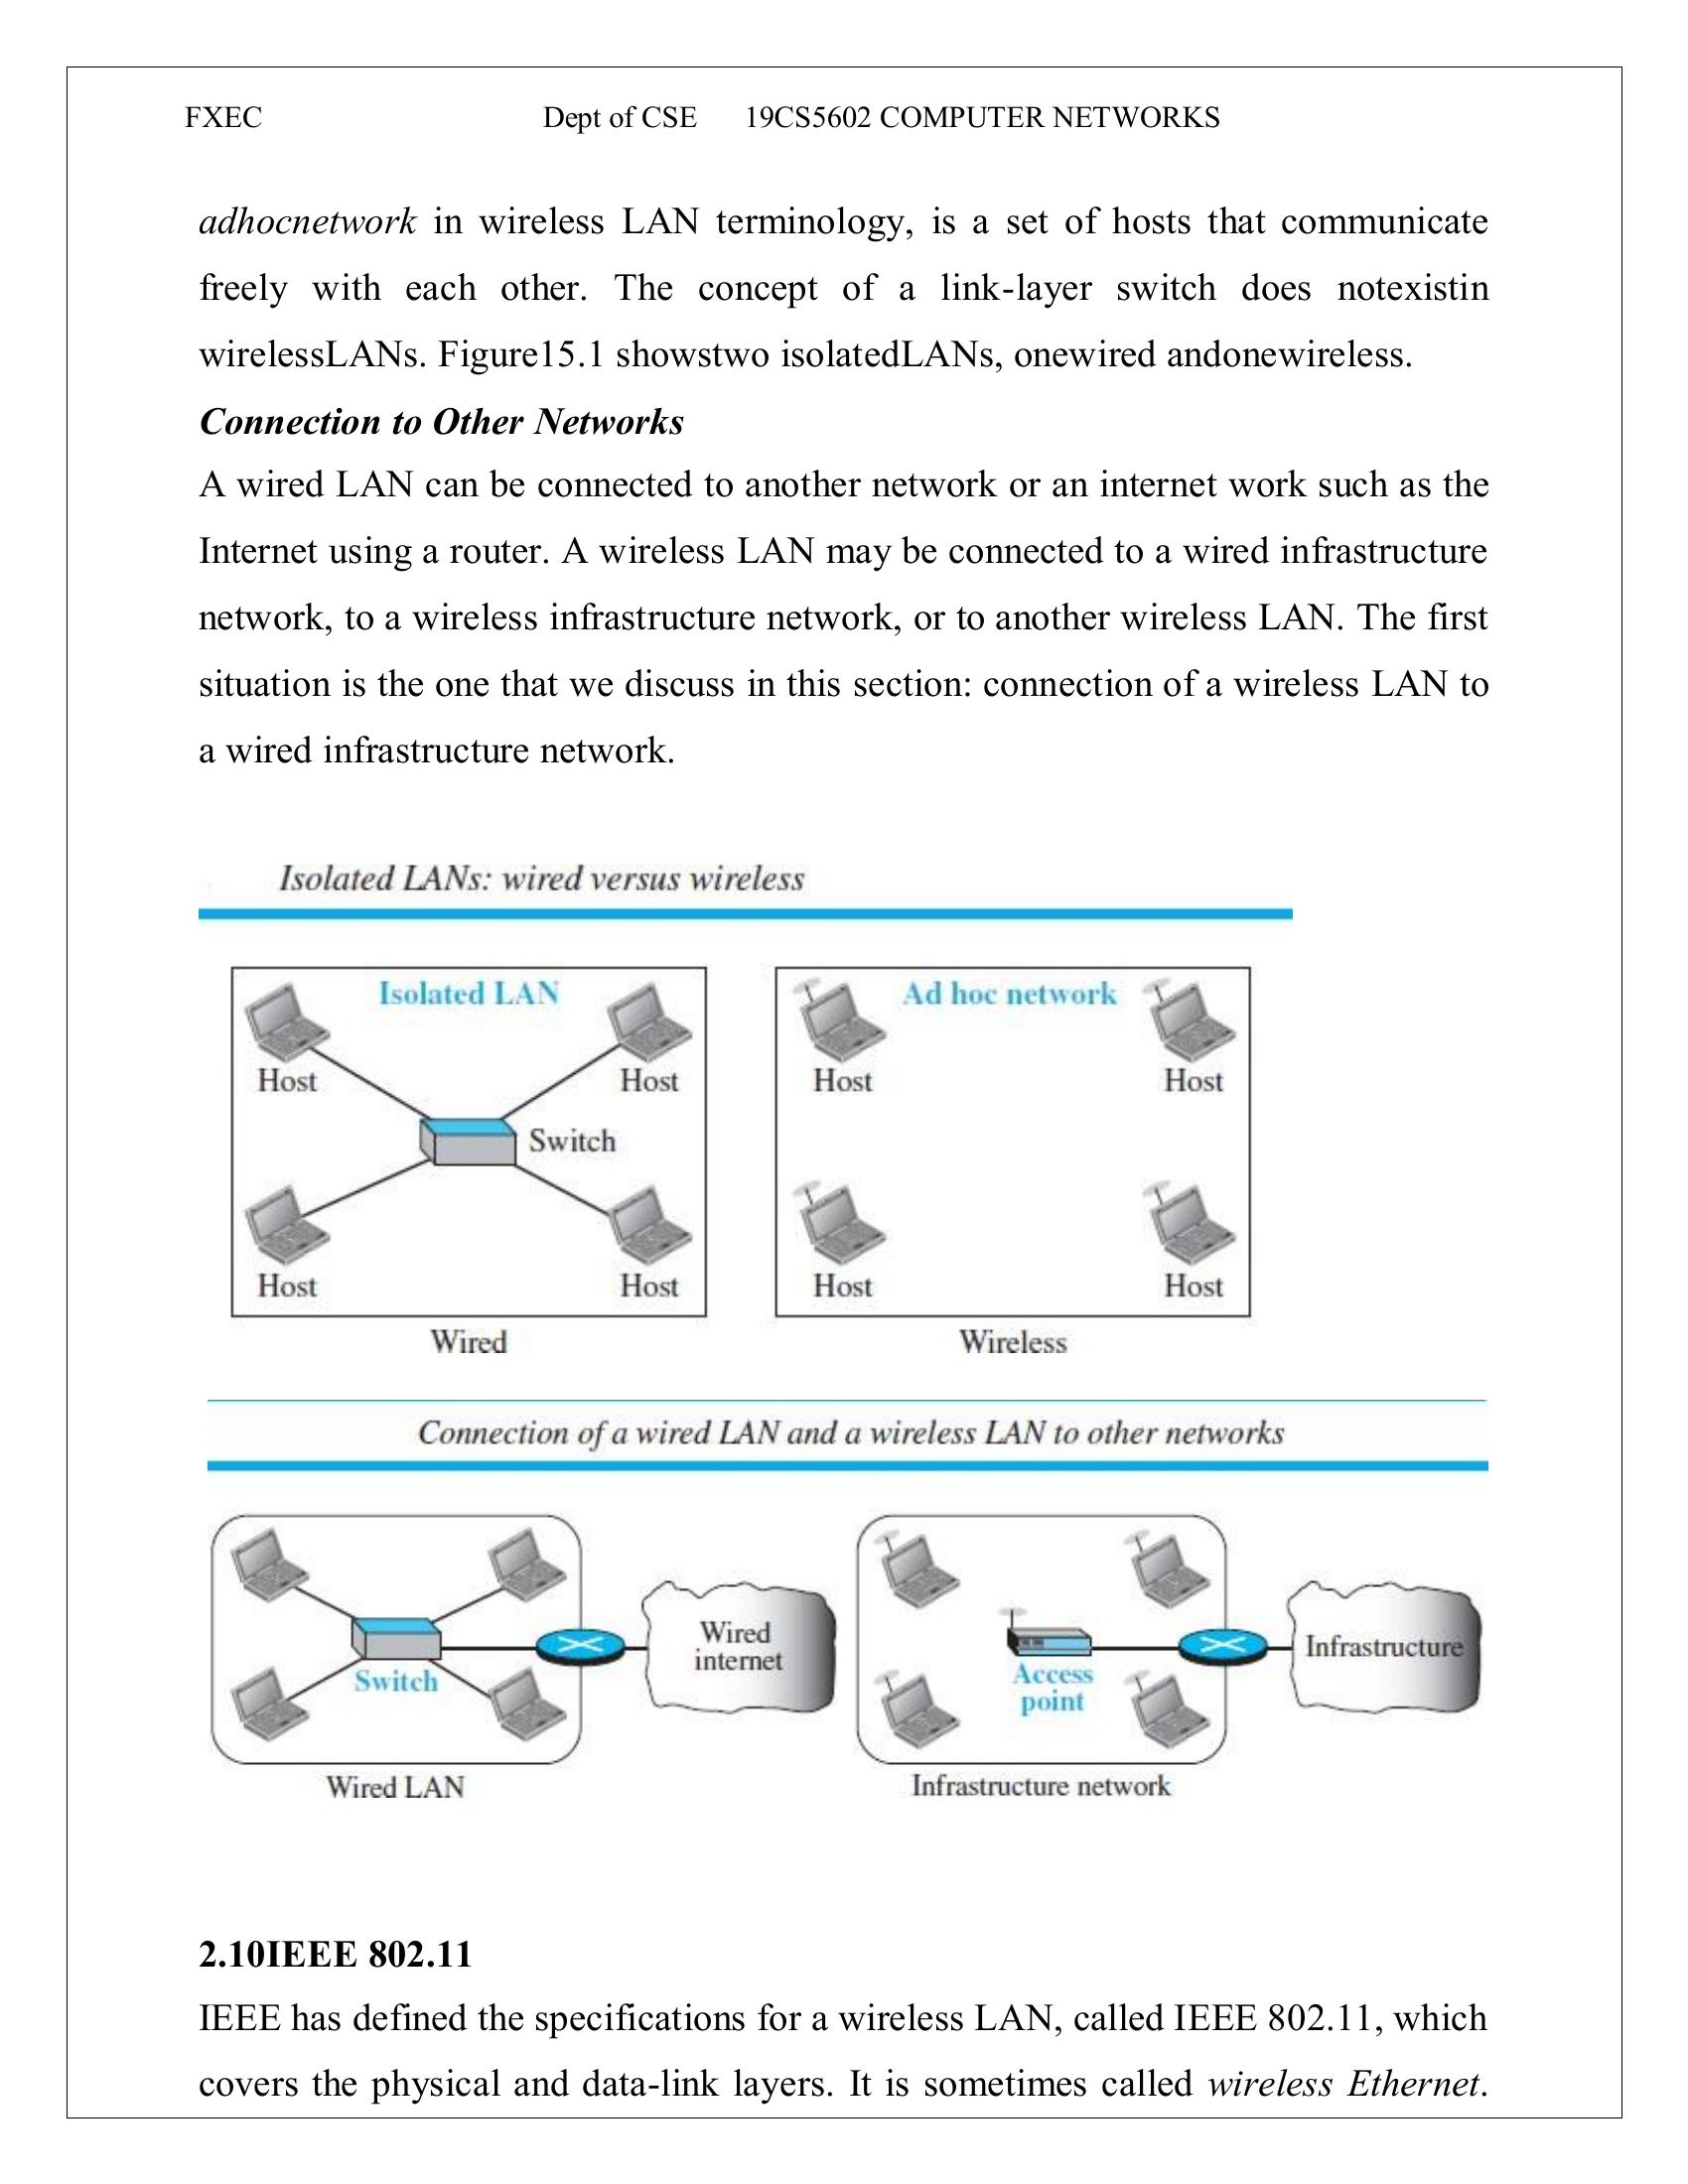 FXEC Dept of CSE 19CS5602 COMPUTER NETWORKS
adhocnetwork in wireless LAN terminology, is a set of hosts that communicate
freely with each other. The concept of a link-layer switch does notexistin
wirelessLANs. Figure15.1 showstwo isolatedLANs, onewired andonewireless.
Connection to Other Networks
A wired LAN can be connected to another network or an internet work such as the
Internet using a router. A wireless LAN may be connected to a wired infrastructure
network, to a wireless infrastructure network, or to another wireless LAN. The first
situation is the one that we discuss in this section: connection of a wireless LAN to
a wired infrastructure network.
Isolated LANs: wired versus wireless
Isolated LAN
Host
Host
Switch
Host
Host
Wired
Ad hoc network
Host
Host
Host
Host
Wireless
Connection of a wired LAN and a wireless LAN to other networks
Switch
Wired
internet
Wired LAN
Access
point
Infrastructure
Infrastructure network
2.10IEEE 802.11
IEEE has defined the specifications for a wireless LAN, called IEEE 802.11, which
covers the physical and data-link layers. It is sometimes called wireless Ethernet.